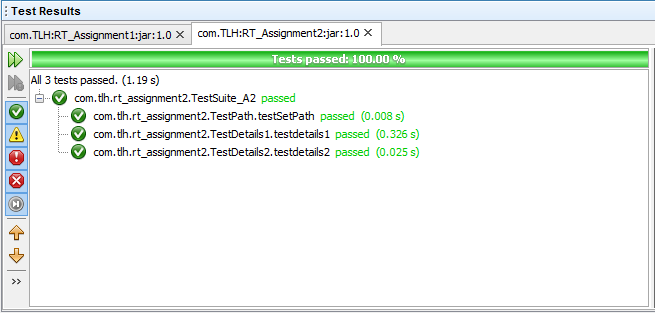 Test Results
com.TLH:RT_Assignment1:jar:1.0 com.TLH:RT_Assignment2:jar:1.0
Tests passed: 100.00 %
All 3 tests passed. (1.19 s)
com.tlh.rt_assignment2.TestSuite_A2 passed
com.tlh.rt_assignment2.TestPath.testSetPath passed (0.008 s)
com.tlh.rt_assignment2.TestDetails1.testdetails1 passed (0.326 s)
com.tlh.rt_assignment2.TestDetails2.testdetails2 passed (0.025 s)